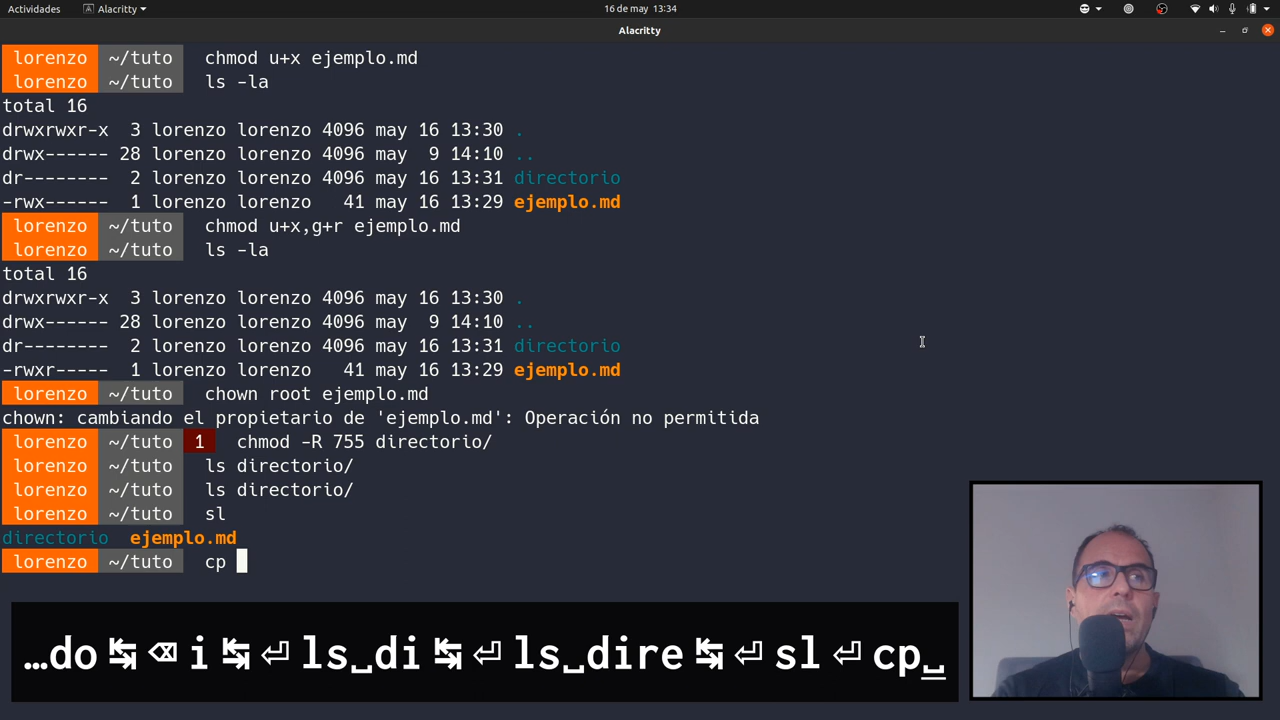 Actividades Alacritty 16 de may 13:34
Alacritty
lorenzo ~/tuto chmod u+x ejemplo.md
lorenzo ~/tuto ls -la
total 16
drwxrwxr-x 3 lorenzo lorenzo 4096 may 16 13:30 .
drwx------ 28 lorenzo lorenzo 4096 may 9 14:10 ..
dr-------- 2 lorenzo lorenzo 4096 may 16 13:31 directorio
-rwx------ 1 lorenzo lorenzo 41 may 16 13:29 ejemplo.md
lorenzo ~/tuto chmod u+x,g+r ejemplo.md
lorenzo ~/tuto ls -la
total 16
drwxrwxr-x 3 lorenzo lorenzo 4096 may 16 13:30 .
drwx------ 28 lorenzo lorenzo 4096 may 9 14:10 ..
dr-------- 2 lorenzo lorenzo 4096 may 16 13:31 directorio
-rwxr----- 1 lorenzo lorenzo 41 may 16 13:29 ejemplo.md
lorenzo ~/tuto chown root ejemplo.md
chown: cambiando el propietario de 'ejemplo.md': Operación no permitida
lorenzo ~/tuto 1 chmod -R 755 directorio/
lorenzo ~/tuto ls directorio/
lorenzo ~/tuto ls directorio/
lorenzo ~/tuto sl
directorio ejemplo.md
lorenzo ~/tuto cp
…do ↹ ⌫ i ↹ ⏎ ls␣di ↹ ⏎ ls␣dire ↹ ⏎ sl ⏎ cp␣